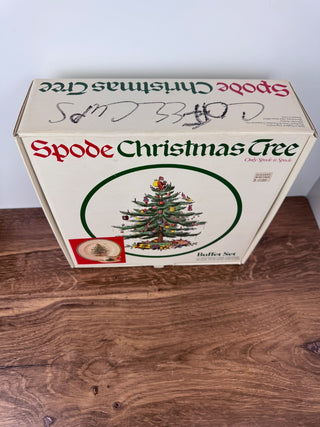 Spode Christmas Tree
COFFEE CUPS
Spode Christmas Tree
Only Spode is Spode
Buffet Set